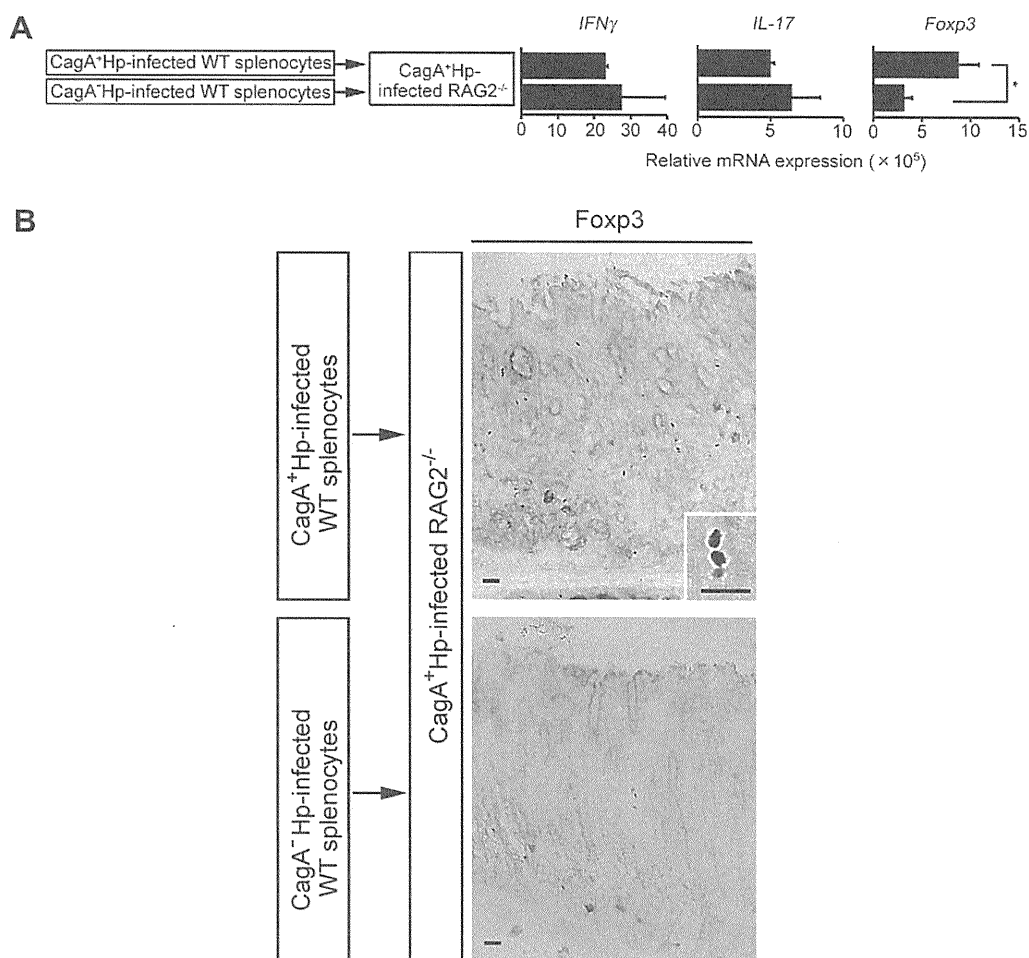 A
IFNγ
IL-17
Foxp3
CagA⁺Hp-infected WT splenocytes
CagA⁻Hp-infected WT splenocytes
CagA⁺Hp-
infected RAG2⁻/⁻
*
0 10 20 30 40
0 5 10
0 5 10 15
Relative mRNA expression (×10⁵)
B
Foxp3
CagA⁺Hp-infected
WT splenocytes
CagA⁻Hp-infected
WT splenocytes
CagA⁺Hp-infected RAG2⁻/⁻